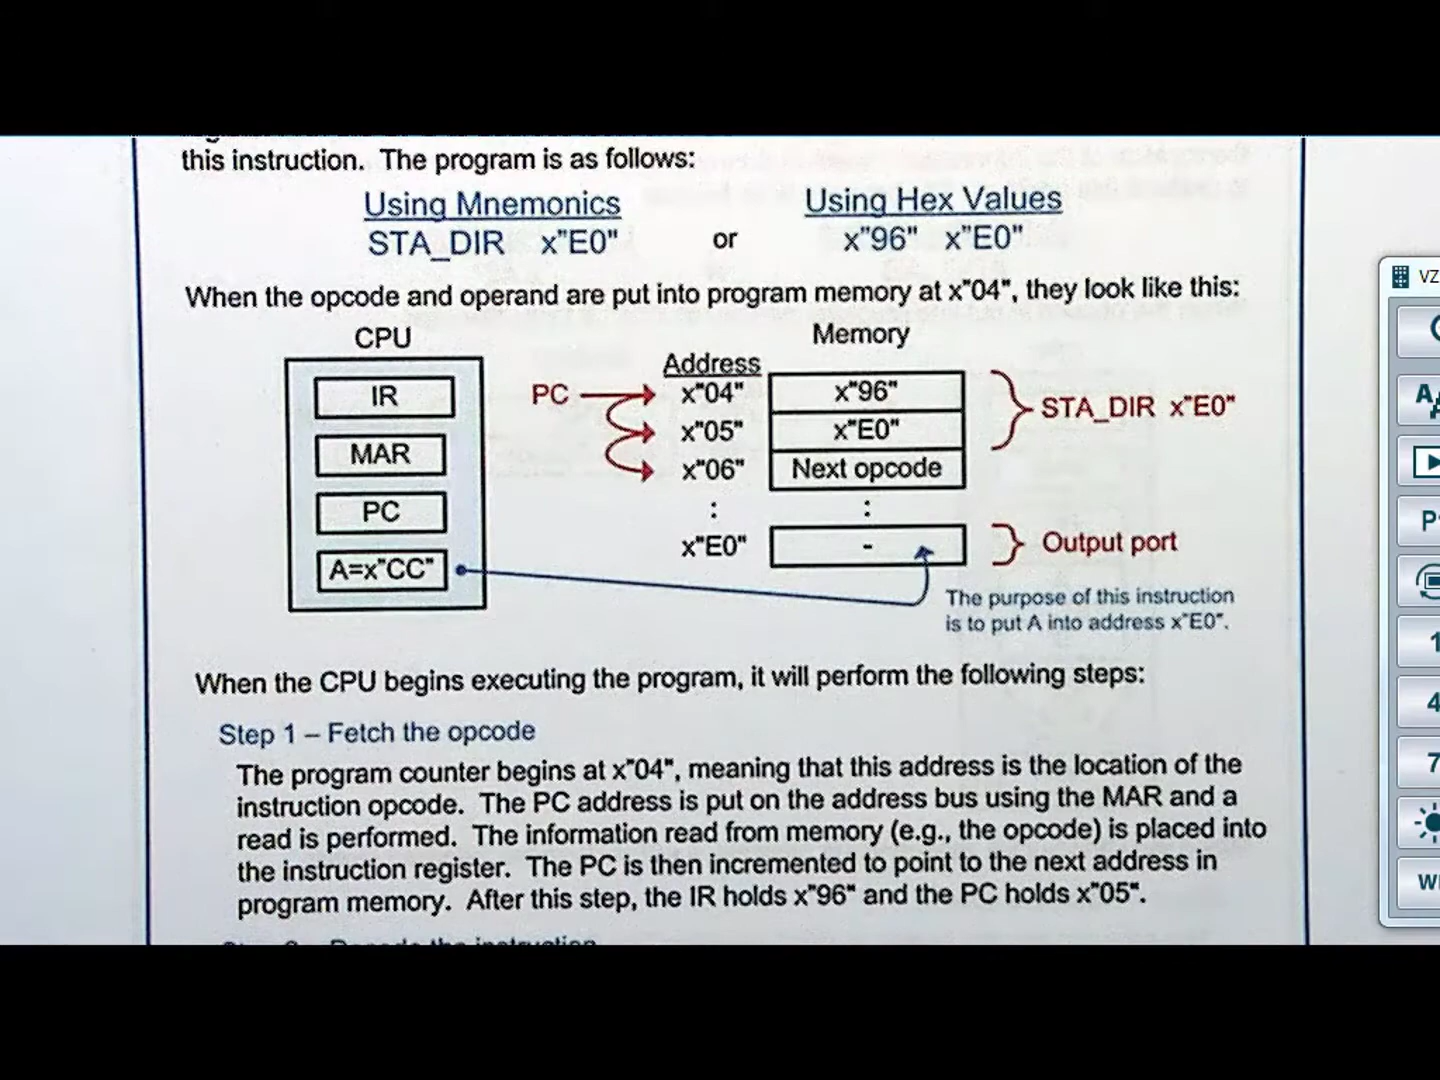 this instruction. The program is as follows:
Using Mnemonics Using Hex Values
STA_DIR x"E0" or x"96" x"E0"
When the opcode and operand are put into program memory at x"04", they look like this:
CPU Memory
Address
IR PC x"04" x"96"
STA_DIR x"E0"
MAR x"05" x"E0"
x"06" Next opcode
PC : :
x"E0" - Output port
A=x"CC"
The purpose of this instruction
is to put A into address x"E0".
When the CPU begins executing the program, it will perform the following steps:
Step 1 – Fetch the opcode
The program counter begins at x"04", meaning that this address is the location of the
instruction opcode. The PC address is put on the address bus using the MAR and a
read is performed. The information read from memory (e.g., the opcode) is placed into
the instruction register. The PC is then incremented to point to the next address in
program memory. After this step, the IR holds x"96" and the PC holds x"05".
VZ
1
4
7